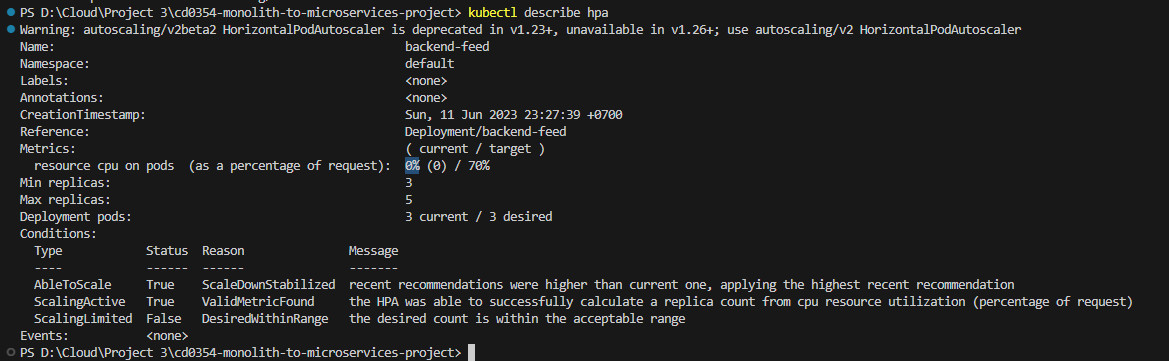 PS D:\Cloud\Project 3\cd0354-monolith-to-microservices-project> kubectl describe hpa
Warning: autoscaling/v2beta2 HorizontalPodAutoscaler is deprecated in v1.23+, unavailable in v1.26+; use autoscaling/v2 HorizontalPodAutoscaler
Name: backend-feed
Namespace: default
Labels: <none>
Annotations: <none>
CreationTimestamp: Sun, 11 Jun 2023 23:27:39 +0700
Reference: Deployment/backend-feed
Metrics: ( current / target )
resource cpu on pods (as a percentage of request): 0% (0) / 70%
Min replicas: 3
Max replicas: 5
Deployment pods: 3 current / 3 desired
Conditions:
Type Status Reason Message
---- ------ ------ -------
AbleToScale True ScaleDownStabilized recent recommendations were higher than current one, applying the highest recent recommendation
ScalingActive True ValidMetricFound the HPA was able to successfully calculate a replica count from cpu resource utilization (percentage of request)
ScalingLimited False DesiredWithinRange the desired count is within the acceptable range
Events: <none>
PS D:\Cloud\Project 3\cd0354-monolith-to-microservices-project>